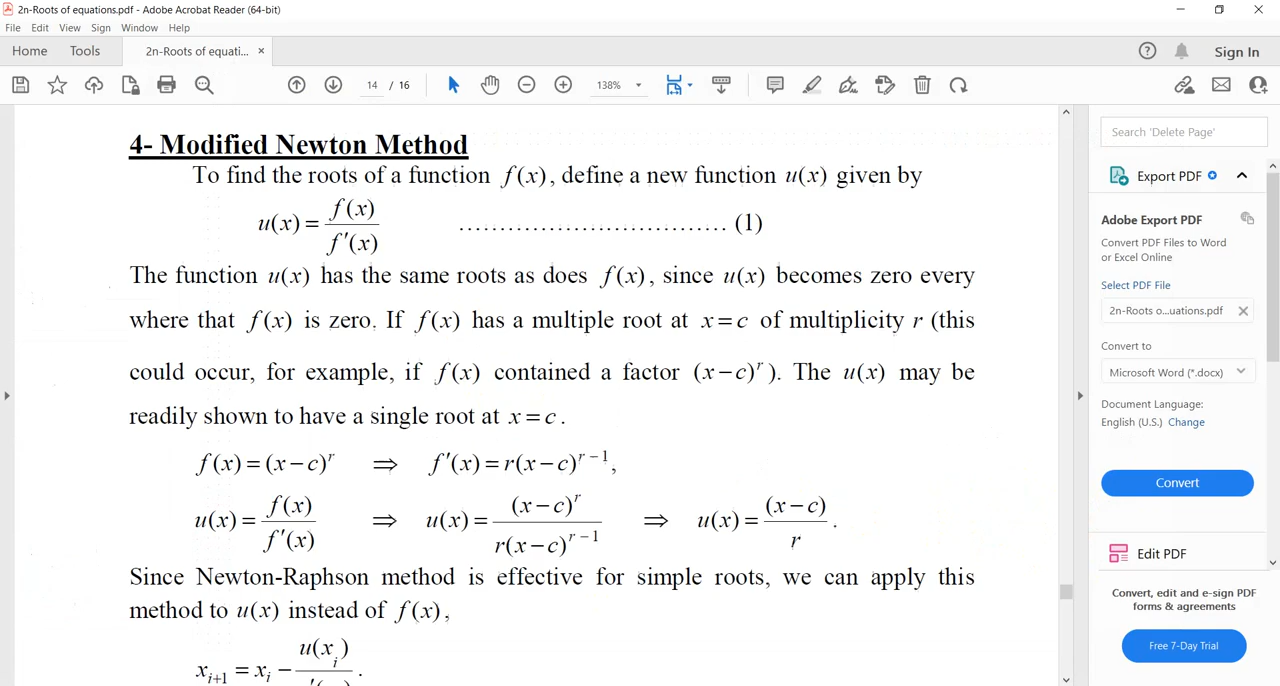 2n-Roots of equations.pdf - Adobe Acrobat Reader (64-bit)
File Edit View Sign Window Help
Home Tools 2n-Roots of equati... × Sign In
14 / 16 138%
4- Modified Newton Method
To find the roots of a function f(x), define a new function u(x) given by
u(x) = f(x) / f'(x) ................................. (1)
The function u(x) has the same roots as does f(x), since u(x) becomes zero every
where that f(x) is zero. If f(x) has a multiple root at x = c of multiplicity r (this
could occur, for example, if f(x) contained a factor (x−c)^r ). The u(x) may be
readily shown to have a single root at x = c.
f(x) = (x−c)^r ⇒ f'(x) = r(x−c)^(r−1),
u(x) = f(x) / f'(x) ⇒ u(x) = (x−c)^r / r(x−c)^(r−1) ⇒ u(x) = (x−c) / r .
Since Newton-Raphson method is effective for simple roots, we can apply this
method to u(x) instead of f(x),
x_{i+1} = x_i − u(x_i)
Search 'Delete Page'
Export PDF
Adobe Export PDF
Convert PDF Files to Word
or Excel Online
Select PDF File
2n-Roots o...uations.pdf
Convert to
Microsoft Word (*.docx)
Document Language:
English (U.S.) Change
Convert
Edit PDF
Convert, edit and e-sign PDF
forms & agreements
Free 7-Day Trial